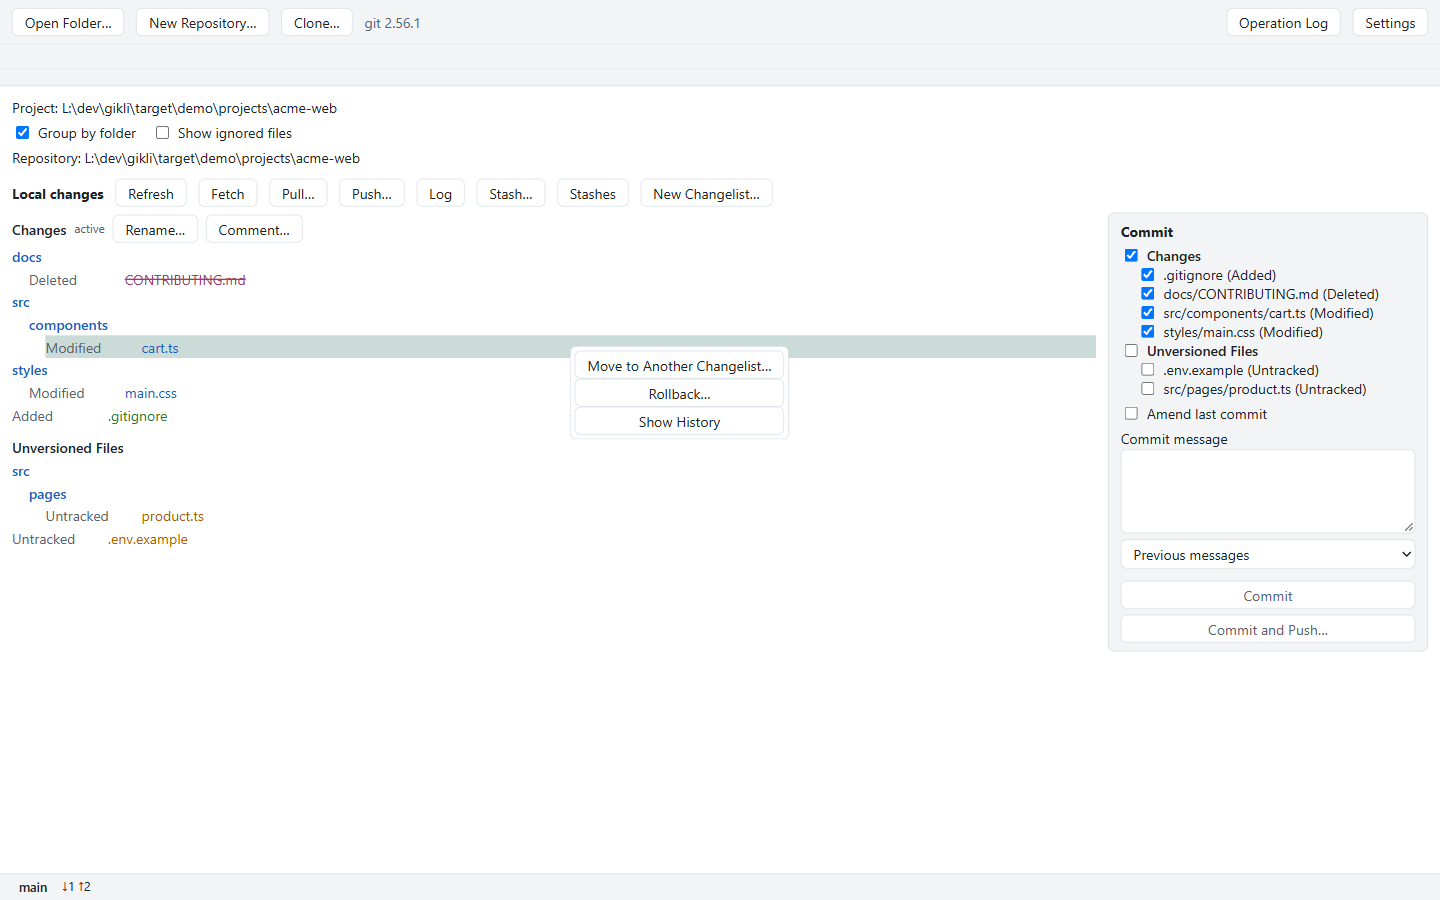 Open Folder... New Repository... Clone... git 2.56.1 Operation Log Settings
Project: L:\dev\gikli\target\demo\projects\acme-web
Group by folder Show ignored files
Repository: L:\dev\gikli\target\demo\projects\acme-web
Local changes Refresh Fetch Pull... Push... Log Stash... Stashes New Changelist...
Changes active Rename... Comment...
docs
Deleted CONTRIBUTING.md
src
components
Modified cart.ts
styles
Modified main.css
Added .gitignore
Unversioned Files
src
pages
Untracked product.ts
Untracked .env.example
Move to Another Changelist...
Rollback...
Show History
Commit
Changes
.gitignore (Added)
docs/CONTRIBUTING.md (Deleted)
src/components/cart.ts (Modified)
styles/main.css (Modified)
Unversioned Files
.env.example (Untracked)
src/pages/product.ts (Untracked)
Amend last commit
Commit message
Previous messages
Commit
Commit and Push...
main ↓1 ↑2